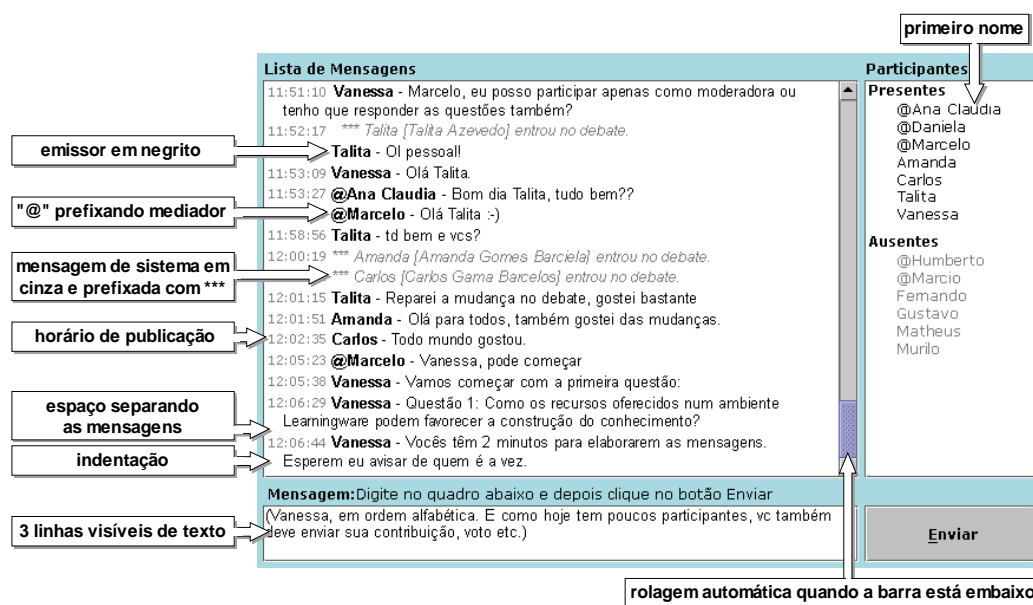 primeiro nome
Lista de Mensagens
11:51:10 Vanessa - Marcelo, eu posso participar apenas como moderadora ou
tenho que responder as questões também?
11:52:17 *** Talita [Talita Azevedo] entrou no debate.
Talita - OI pessoal!
11:53:09 Vanessa - Olá Talita.
11:53:27 @Ana Claudia - Bom dia Talita, tudo bem??
@Marcelo - Olá Talita :-)
11:58:56 Talita - td bem e vcs?
12:00:19 *** Amanda [Amanda Gomes Barciela] entrou no debate.
*** Carlos [Carlos Gama Barcelos] entrou no debate.
12:01:15 Talita - Reparei a mudança no debate, gostei bastante
12:01:51 Amanda - Olá para todos, também gostei das mudanças.
12:02:35 Carlos - Todo mundo gostou.
12:05:23 @Marcelo - Vanessa, pode começar
12:05:38 Vanessa - Vamos começar com a primeira questão:
12:06:29 Vanessa - Questão 1: Como os recursos oferecidos num ambiente
Learningware podem favorecer a construção do conhecimento?
12:06:44 Vanessa - Vocês têm 2 minutos para elaborarem as mensagens.
Esperem eu avisar de quem é a vez.
Participantes
Presentes
@Ana Claudia
@Daniela
@Marcelo
Amanda
Carlos
Talita
Vanessa
Ausentes
@Humberto
@Marcio
Fernando
Gustavo
Matheus
Murilo
emissor em negrito
"@" prefixando mediador
mensagem de sistema em
cinza e prefixada com ***
horário de publicação
espaço separando
as mensagens
indentação
3 linhas visíveis de texto
Mensagem:Digite no quadro abaixo e depois clique no botão Enviar
(Vanessa, em ordem alfabética. E como hoje tem poucos participantes, vc também
deve enviar sua contribuição, voto etc.)
Enviar
rolagem automática quando a barra está embaixo